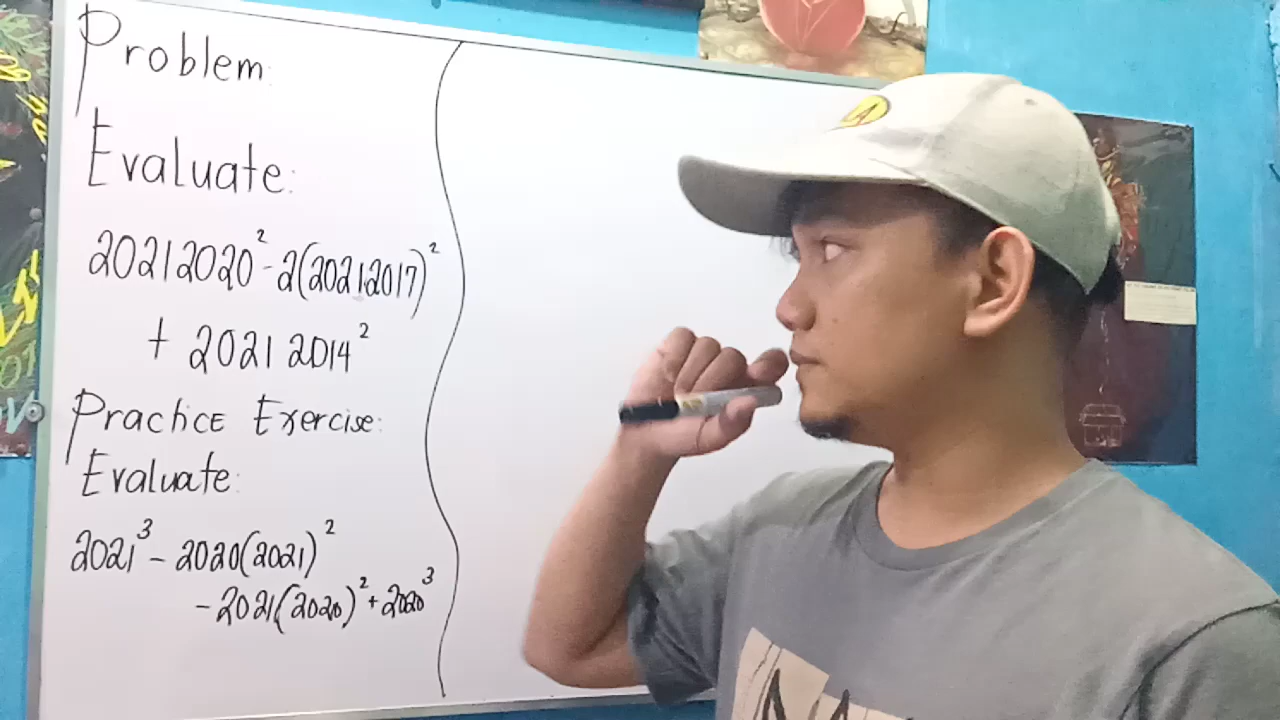 Problem:
Evaluate:
20212020² - 2(20212017)²
+ 20212014²
Practice Exercise:
Evaluate:
2021³ - 2020(2021)²
- 2021(2020)² + 2020³